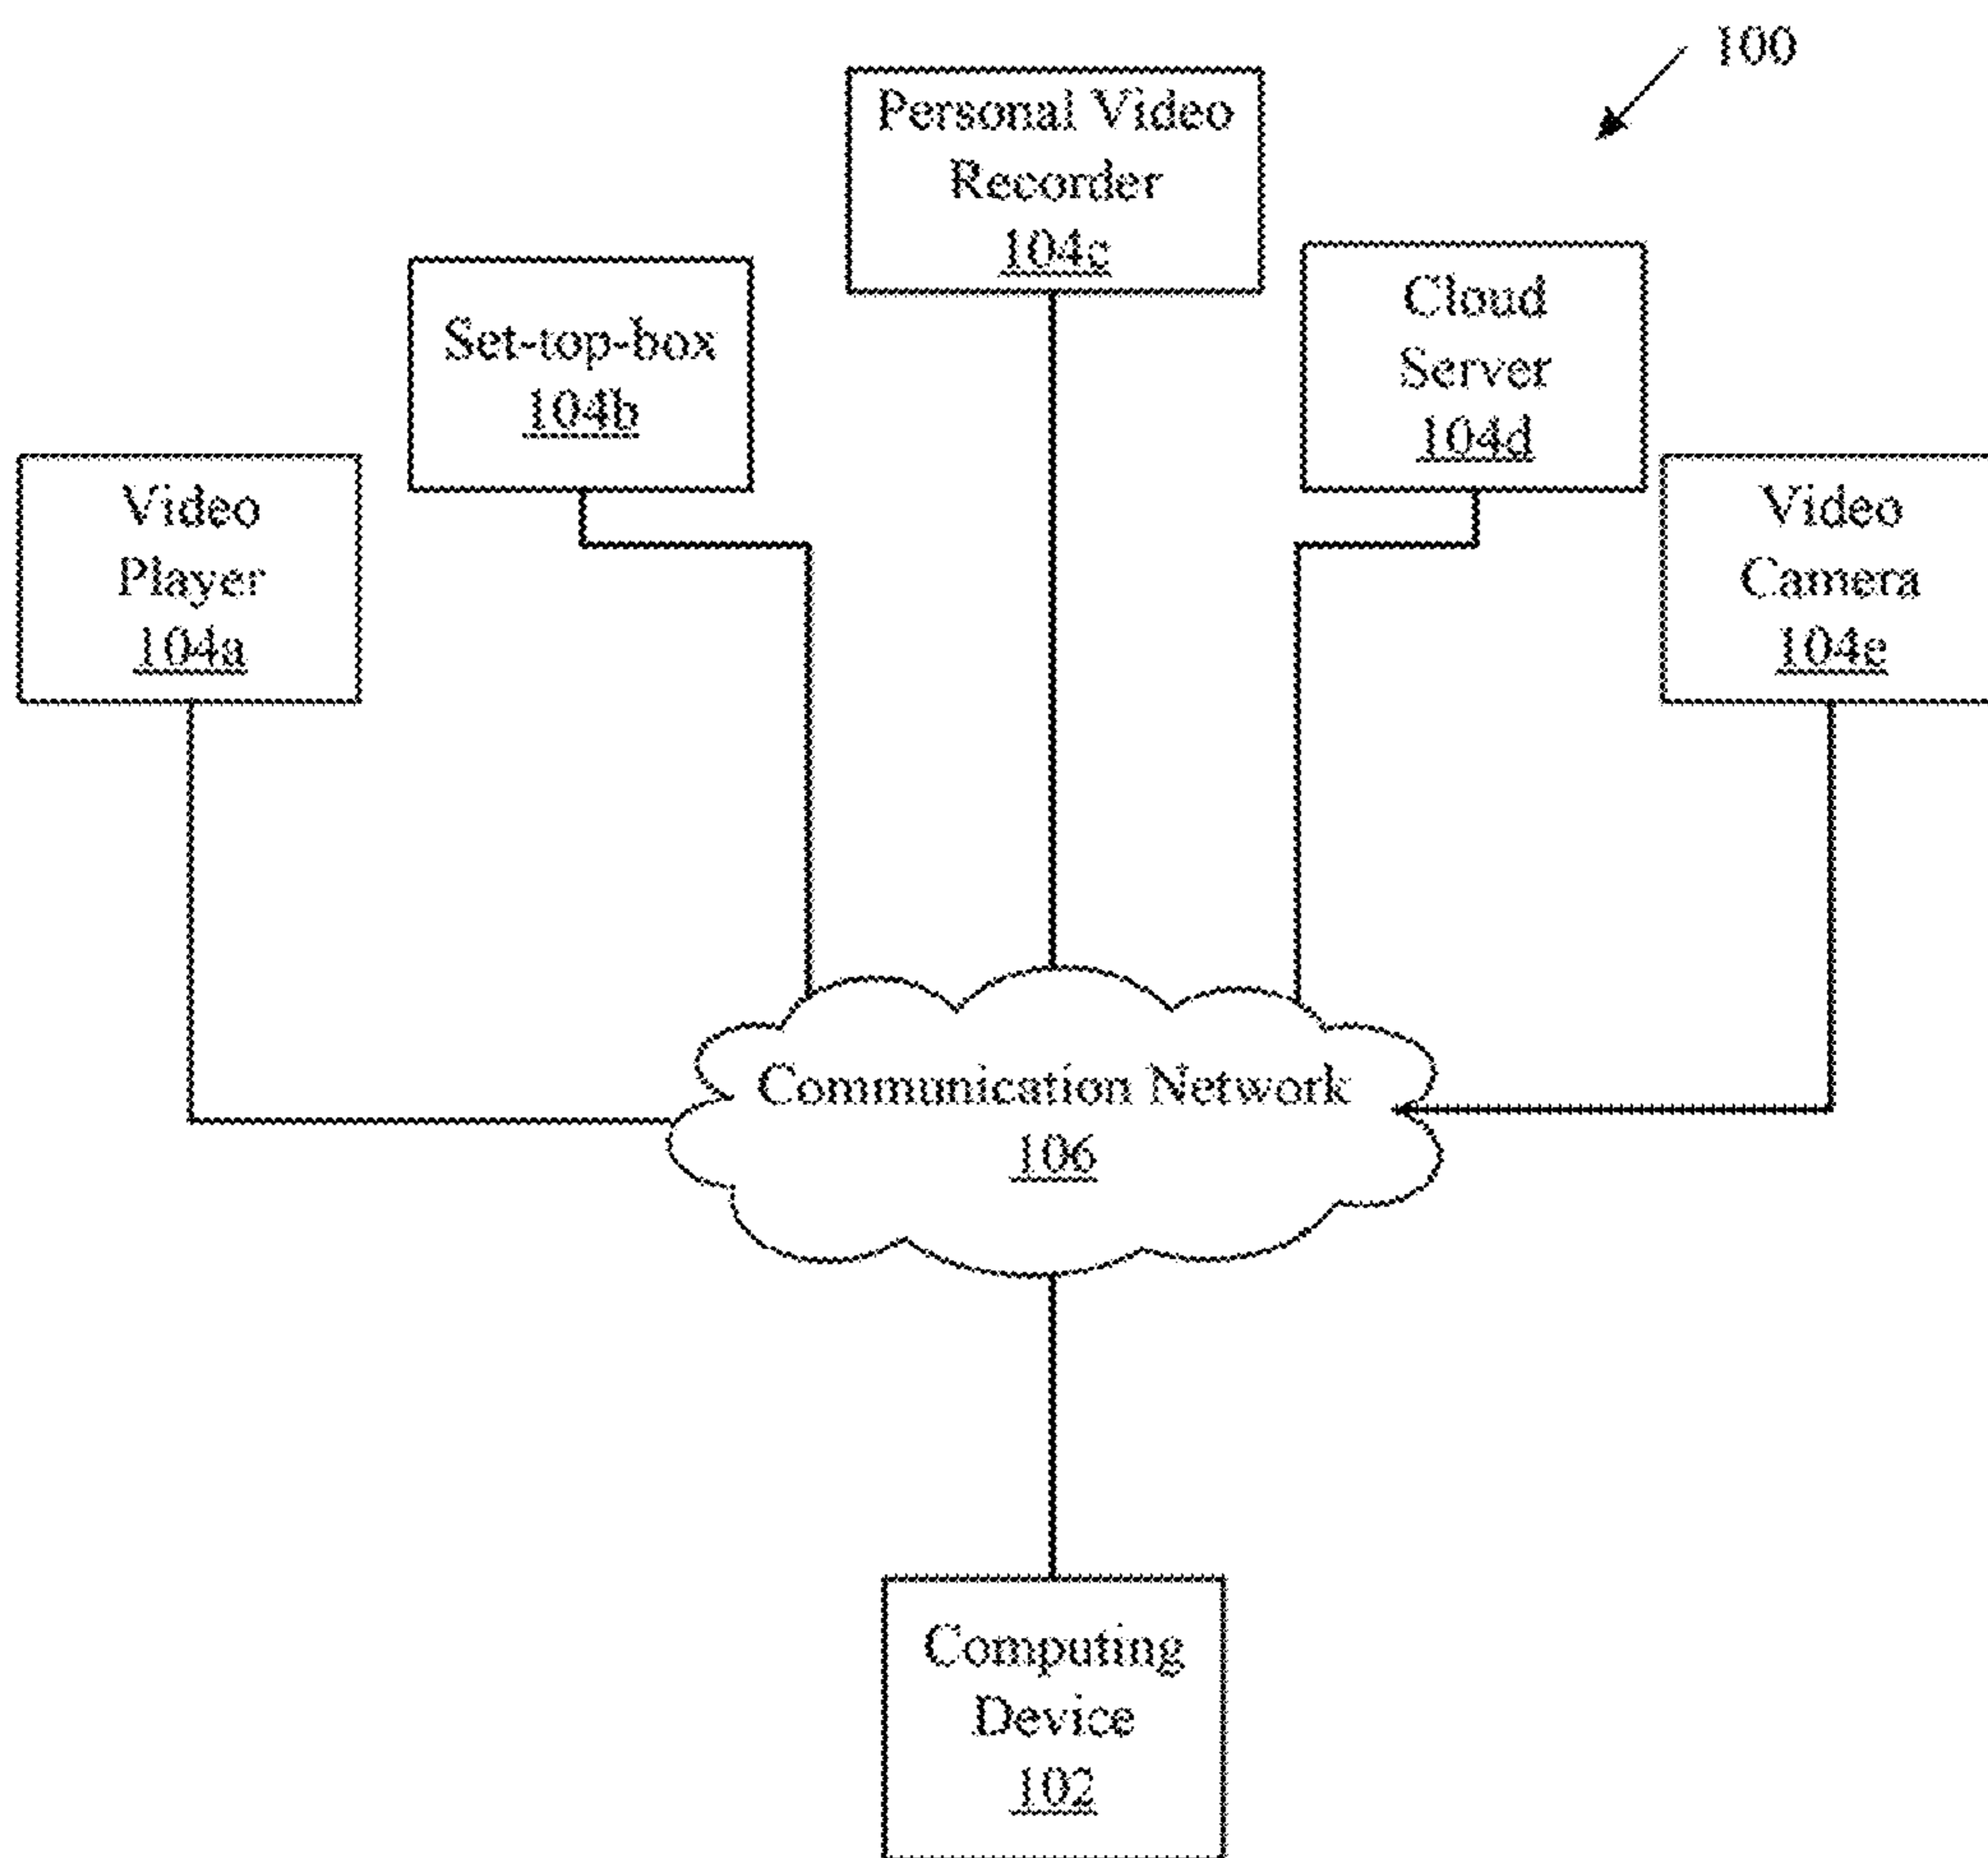 100
Personal Video
Recorder
104c
Set-top-box
104b
Cloud
Server
104d
Video
Player
104a
Video
Camera
104e
Communication Network
106
Computing
Device
102